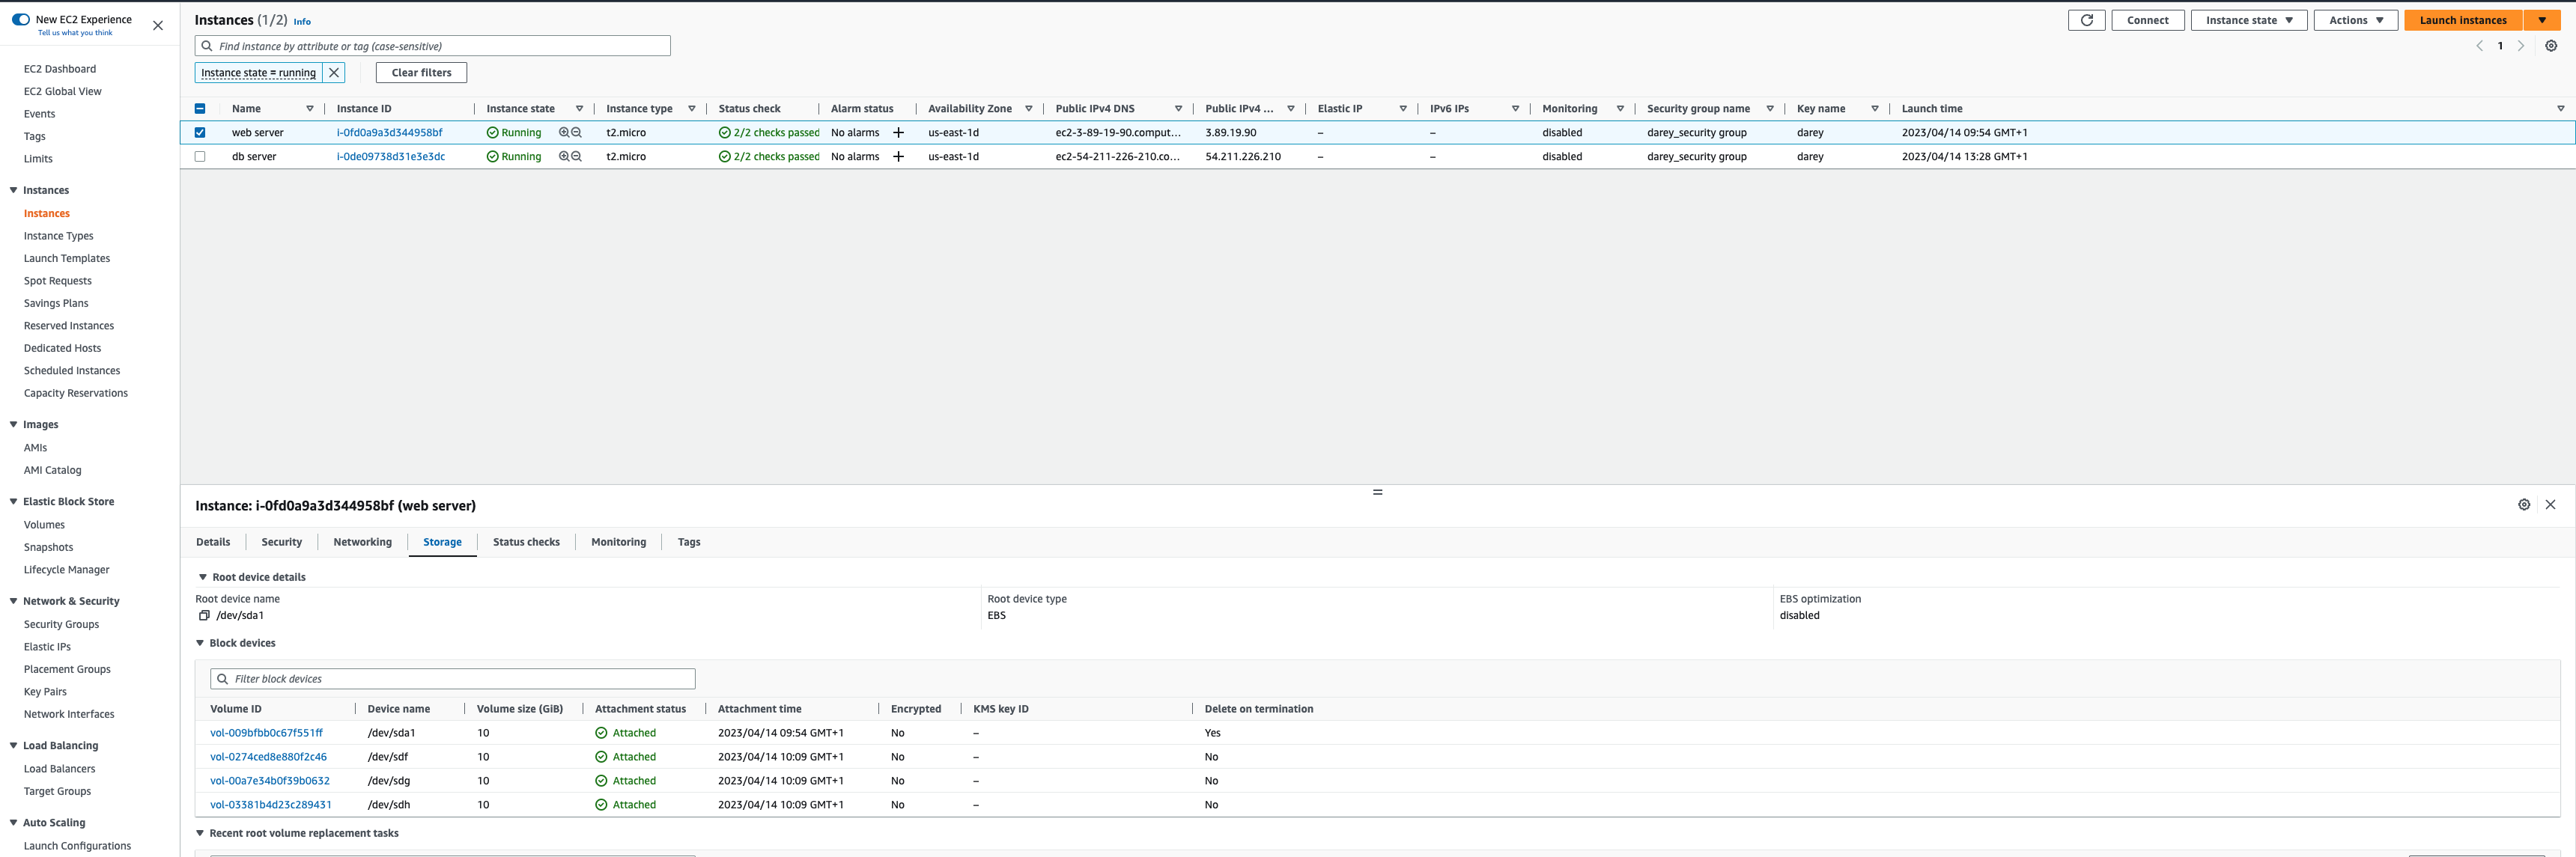 New EC2 Experience
Tell us what you think
EC2 Dashboard
EC2 Global View
Events
Tags
Limits
Instances
Instances
Instance Types
Launch Templates
Spot Requests
Savings Plans
Reserved Instances
Dedicated Hosts
Scheduled Instances
Capacity Reservations
Images
AMIs
AMI Catalog
Elastic Block Store
Volumes
Snapshots
Lifecycle Manager
Network & Security
Security Groups
Elastic IPs
Placement Groups
Key Pairs
Network Interfaces
Load Balancing
Load Balancers
Target Groups
Auto Scaling
Launch Configurations
Instances (1/2) Info
Connect Instance state Actions Launch instances
Find instance by attribute or tag (case-sensitive)
1
Instance state = running Clear filters
Name Instance ID Instance state Instance type Status check Alarm status Availability Zone Public IPv4 DNS Public IPv4 ... Elastic IP IPv6 IPs Monitoring Security group name Key name Launch time
web server i-0fd0a9a3d344958bf Running t2.micro 2/2 checks passed No alarms + us-east-1d ec2-3-89-19-90.comput... 3.89.19.90 – – disabled darey_security group darey 2023/04/14 09:54 GMT+1
db server i-0de09738d31e3e3dc Running t2.micro 2/2 checks passed No alarms + us-east-1d ec2-54-211-226-210.co... 54.211.226.210 – – disabled darey_security group darey 2023/04/14 13:28 GMT+1
Instance: i-0fd0a9a3d344958bf (web server)
Details Security Networking Storage Status checks Monitoring Tags
Root device details
Root device name Root device type EBS optimization
/dev/sda1 EBS disabled
Block devices
Filter block devices
Volume ID Device name Volume size (GiB) Attachment status Attachment time Encrypted KMS key ID Delete on termination
vol-009bfbb0c67f551ff /dev/sda1 10 Attached 2023/04/14 09:54 GMT+1 No – Yes
vol-0274ced8e880f2c46 /dev/sdf 10 Attached 2023/04/14 10:09 GMT+1 No – No
vol-00a7e34b0f39b0632 /dev/sdg 10 Attached 2023/04/14 10:09 GMT+1 No – No
vol-03381b4d23c289431 /dev/sdh 10 Attached 2023/04/14 10:09 GMT+1 No – No
Recent root volume replacement tasks